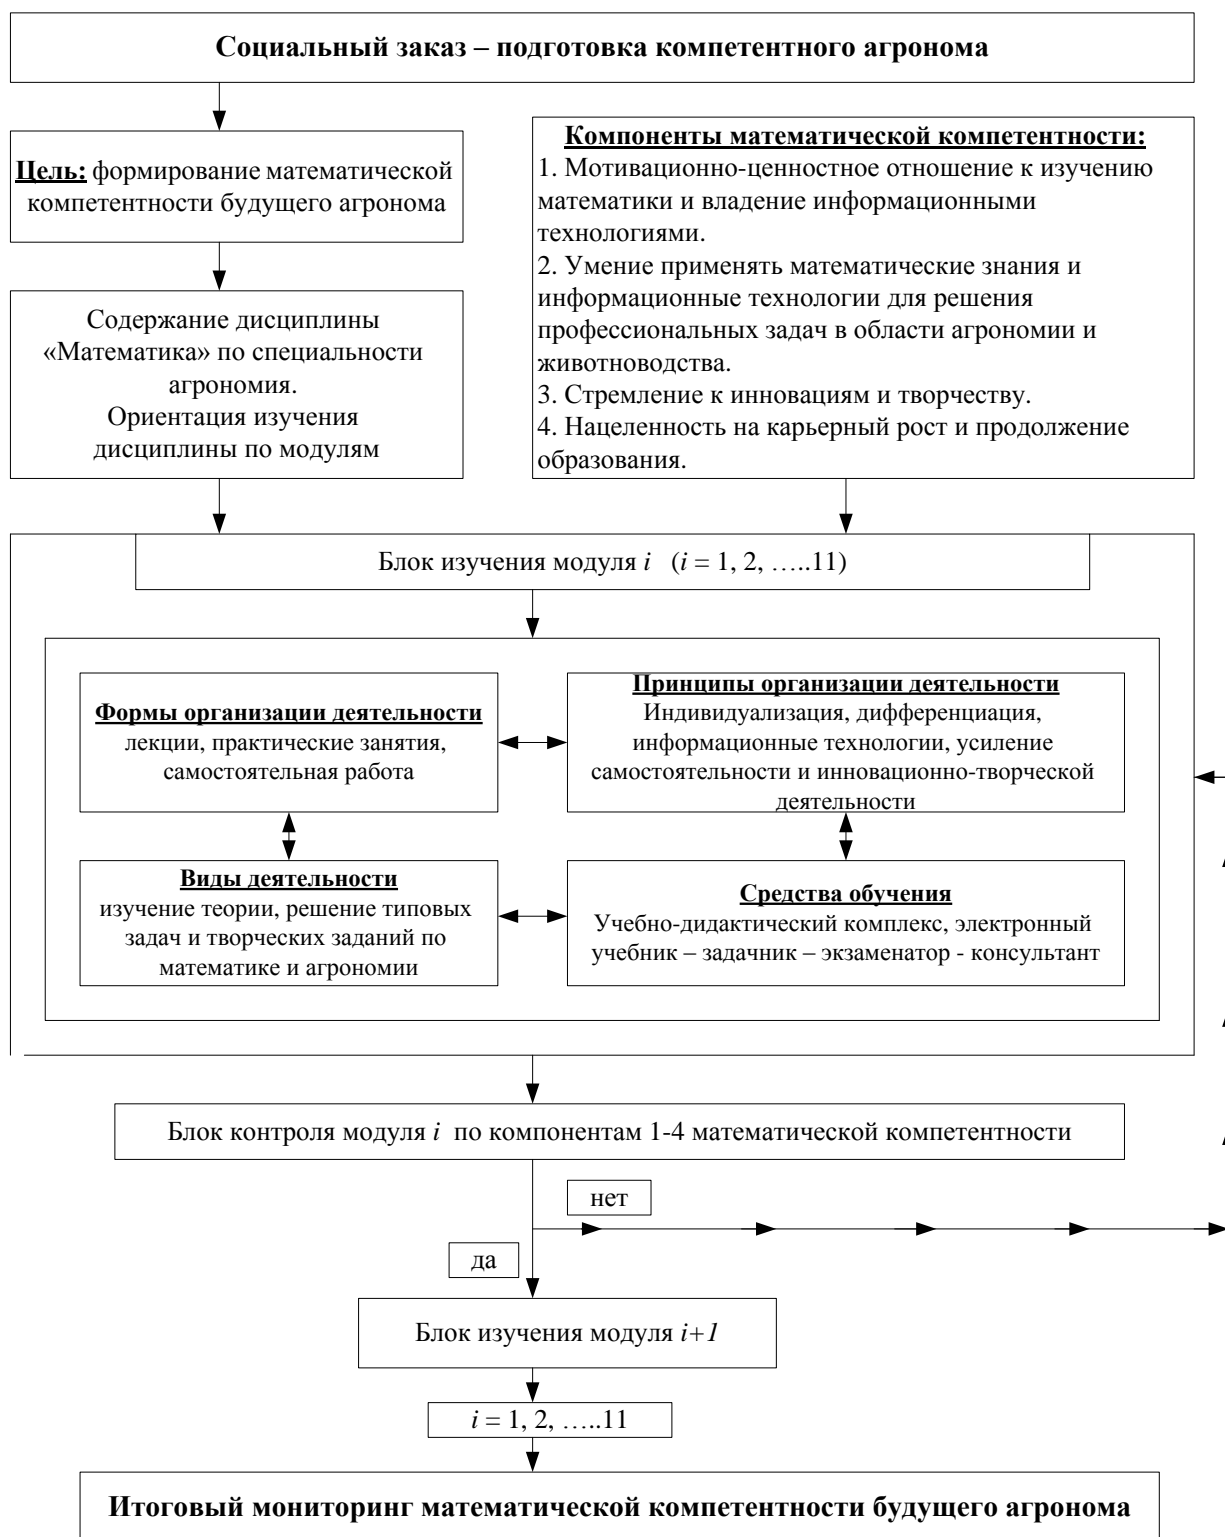 Социальный заказ – подготовка компетентного агронома
Цель: формирование математической
компетентности будущего агронома
Содержание дисциплины
«Математика» по специальности
агрономия.
Ориентация изучения
дисциплины по модулям
Компоненты математической компетентности:
1. Мотивационно-ценностное отношение к изучению
математики и владение информационными
технологиями.
2. Умение применять математические знания и
информационные технологии для решения
профессиональных задач в области агрономии и
животноводства.
3. Стремление к инновациям и творчеству.
4. Нацеленность на карьерный рост и продолжение
образования.
Блок изучения модуля i (i = 1, 2, …..11)
Формы организации деятельности
лекции, практические занятия,
самостоятельная работа
Принципы организации деятельности
Индивидуализация, дифференциация,
информационные технологии, усиление
самостоятельности и инновационно-творческой
деятельности
Виды деятельности
изучение теории, решение типовых
задач и творческих заданий по
математике и агрономии
Средства обучения
Учебно-дидактический комплекс, электронный
учебник – задачник – экзаменатор - консультант
Блок контроля модуля i по компонентам 1-4 математической компетентности
нет
да
Блок изучения модуля i+1
i = 1, 2, …..11
Итоговый мониторинг математической компетентности будущего агронома